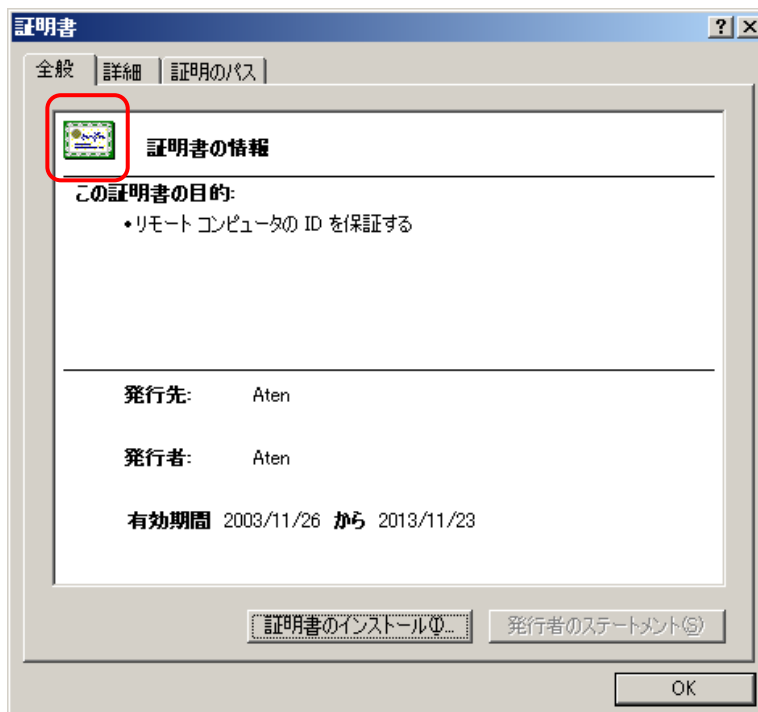 証明書
全般 詳細 証明のパス
証明書の情報
この証明書の目的:
•リモート コンピュータの ID を保証する
発行先: Aten
発行者: Aten
有効期間 2003/11/26 から 2013/11/23
証明書のインストール(I)... 発行者のステートメント(S)
OK